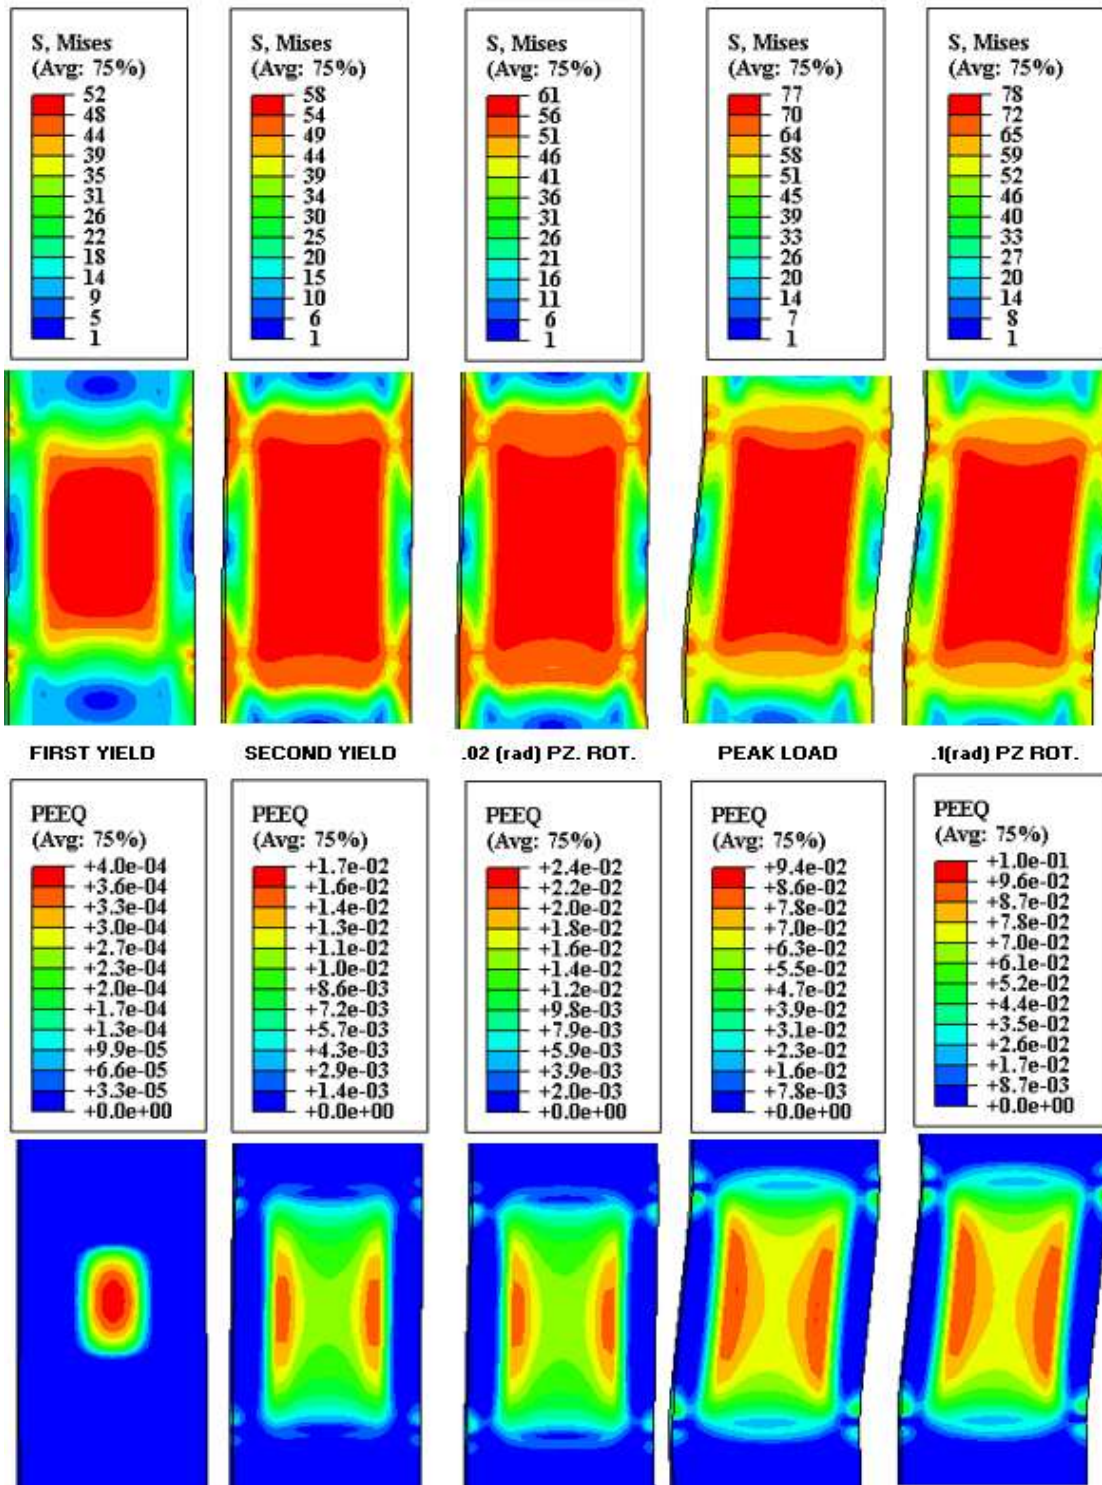 S, Mises
(Avg: 75%)
52
48
44
39
35
31
26
22
18
14
9
5
1
S, Mises
(Avg: 75%)
58
54
49
44
39
34
30
25
20
15
10
6
1
S, Mises
(Avg: 75%)
61
56
51
46
41
36
31
26
21
16
11
6
1
S, Mises
(Avg: 75%)
77
70
64
58
51
45
39
33
26
20
14
7
1
S, Mises
(Avg: 75%)
78
72
65
59
52
46
40
33
27
20
14
8
1
FIRST YIELD
SECOND YIELD
.02 (rad) PZ. ROT.
PEAK LOAD
.1(rad) PZ ROT.
PEEQ
(Avg: 75%)
+4.0e-04
+3.6e-04
+3.3e-04
+3.0e-04
+2.7e-04
+2.3e-04
+2.0e-04
+1.7e-04
+1.3e-04
+9.9e-05
+6.6e-05
+3.3e-05
+0.0e+00
PEEQ
(Avg: 75%)
+1.7e-02
+1.6e-02
+1.4e-02
+1.3e-02
+1.1e-02
+1.0e-02
+8.6e-03
+7.2e-03
+5.7e-03
+4.3e-03
+2.9e-03
+1.4e-03
+0.0e+00
PEEQ
(Avg: 75%)
+2.4e-02
+2.2e-02
+2.0e-02
+1.8e-02
+1.6e-02
+1.4e-02
+1.2e-02
+9.8e-03
+7.9e-03
+5.9e-03
+3.9e-03
+2.0e-03
+0.0e+00
PEEQ
(Avg: 75%)
+9.4e-02
+8.6e-02
+7.8e-02
+7.0e-02
+6.3e-02
+5.5e-02
+4.7e-02
+3.9e-02
+3.1e-02
+2.3e-02
+1.6e-02
+7.8e-03
+0.0e+00
PEEQ
(Avg: 75%)
+1.0e-01
+9.6e-02
+8.7e-02
+7.8e-02
+7.0e-02
+6.1e-02
+5.2e-02
+4.4e-02
+3.5e-02
+2.6e-02
+1.7e-02
+8.7e-03
+0.0e+00